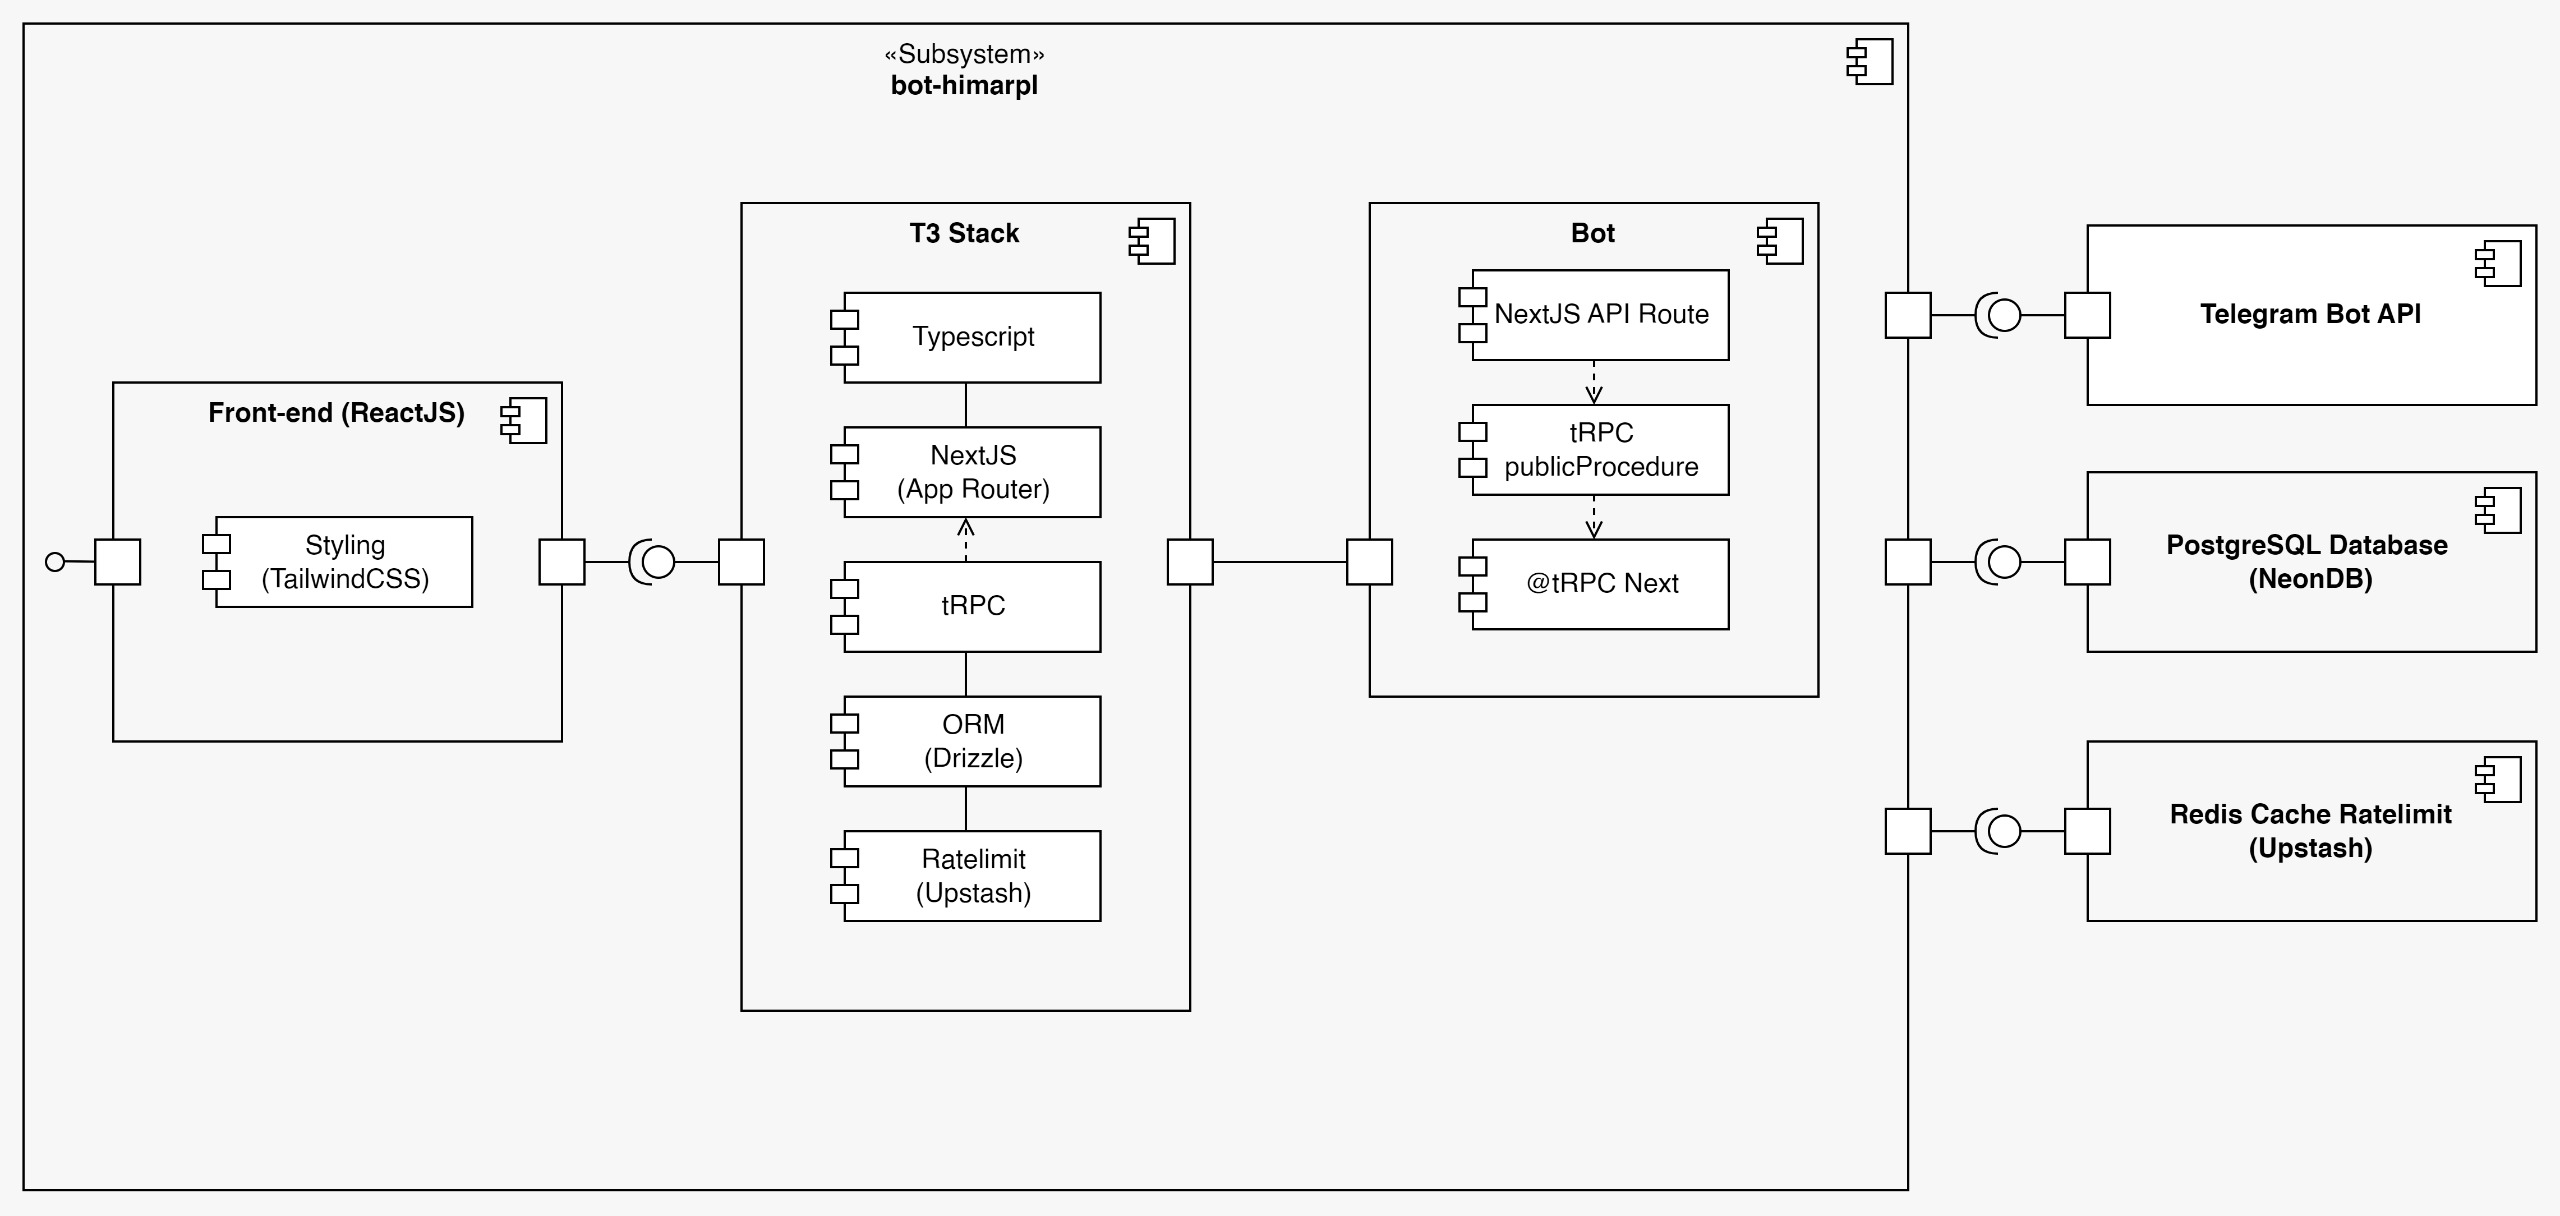 «Subsystem»
bot-himarpl
Front-end (ReactJS)
Styling
(TailwindCSS)
T3 Stack
Typescript
NextJS
(App Router)
tRPC
ORM
(Drizzle)
Ratelimit
(Upstash)
Bot
NextJS API Route
tRPC
publicProcedure
@tRPC Next
Telegram Bot API
PostgreSQL Database
(NeonDB)
Redis Cache Ratelimit
(Upstash)